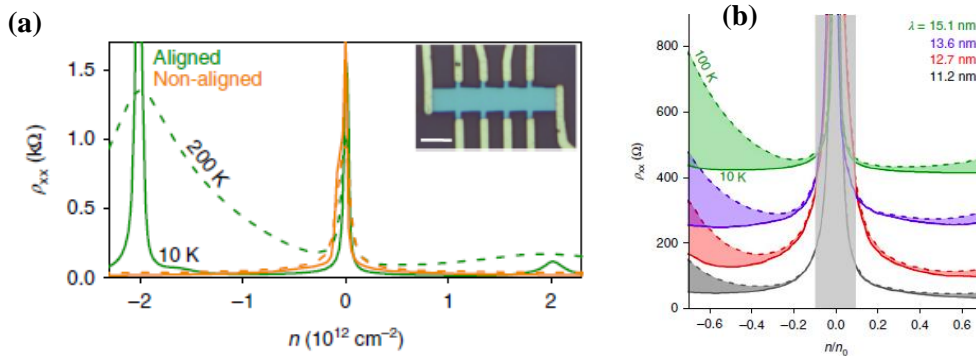 (a)
Aligned
Non-aligned
200 K
10 K
1.5
1.0
0.5
0.0
ρxx (kΩ)
−2
−1
0
1
2
n (10¹² cm⁻²)
(b)
λ = 15.1 nm
13.6 nm
12.7 nm
11.2 nm
100 K
10 K
800
600
400
200
0
ρxx (Ω)
−0.6
−0.4
−0.2
0.0
0.2
0.4
0.6
n/n₀